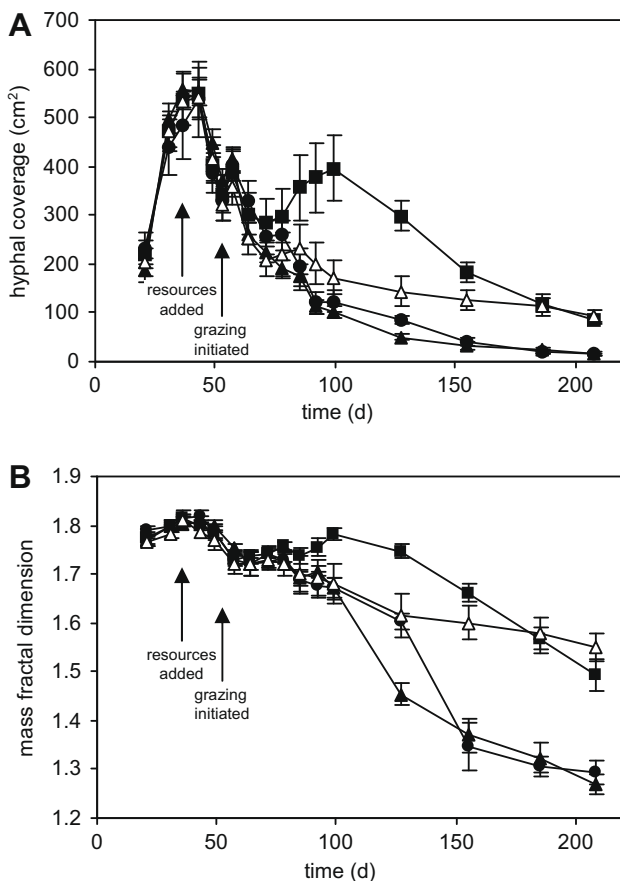 A
700
600
500
400
300
200
100
0
hyphal coverage (cm²)
resources
added
grazing
initiated
0
50
100
150
200
time (d)
B
1.9
1.8
1.7
1.6
1.5
1.4
1.3
1.2
mass fractal dimension
resources
added
grazing
initiated
0
50
100
150
200
time (d)